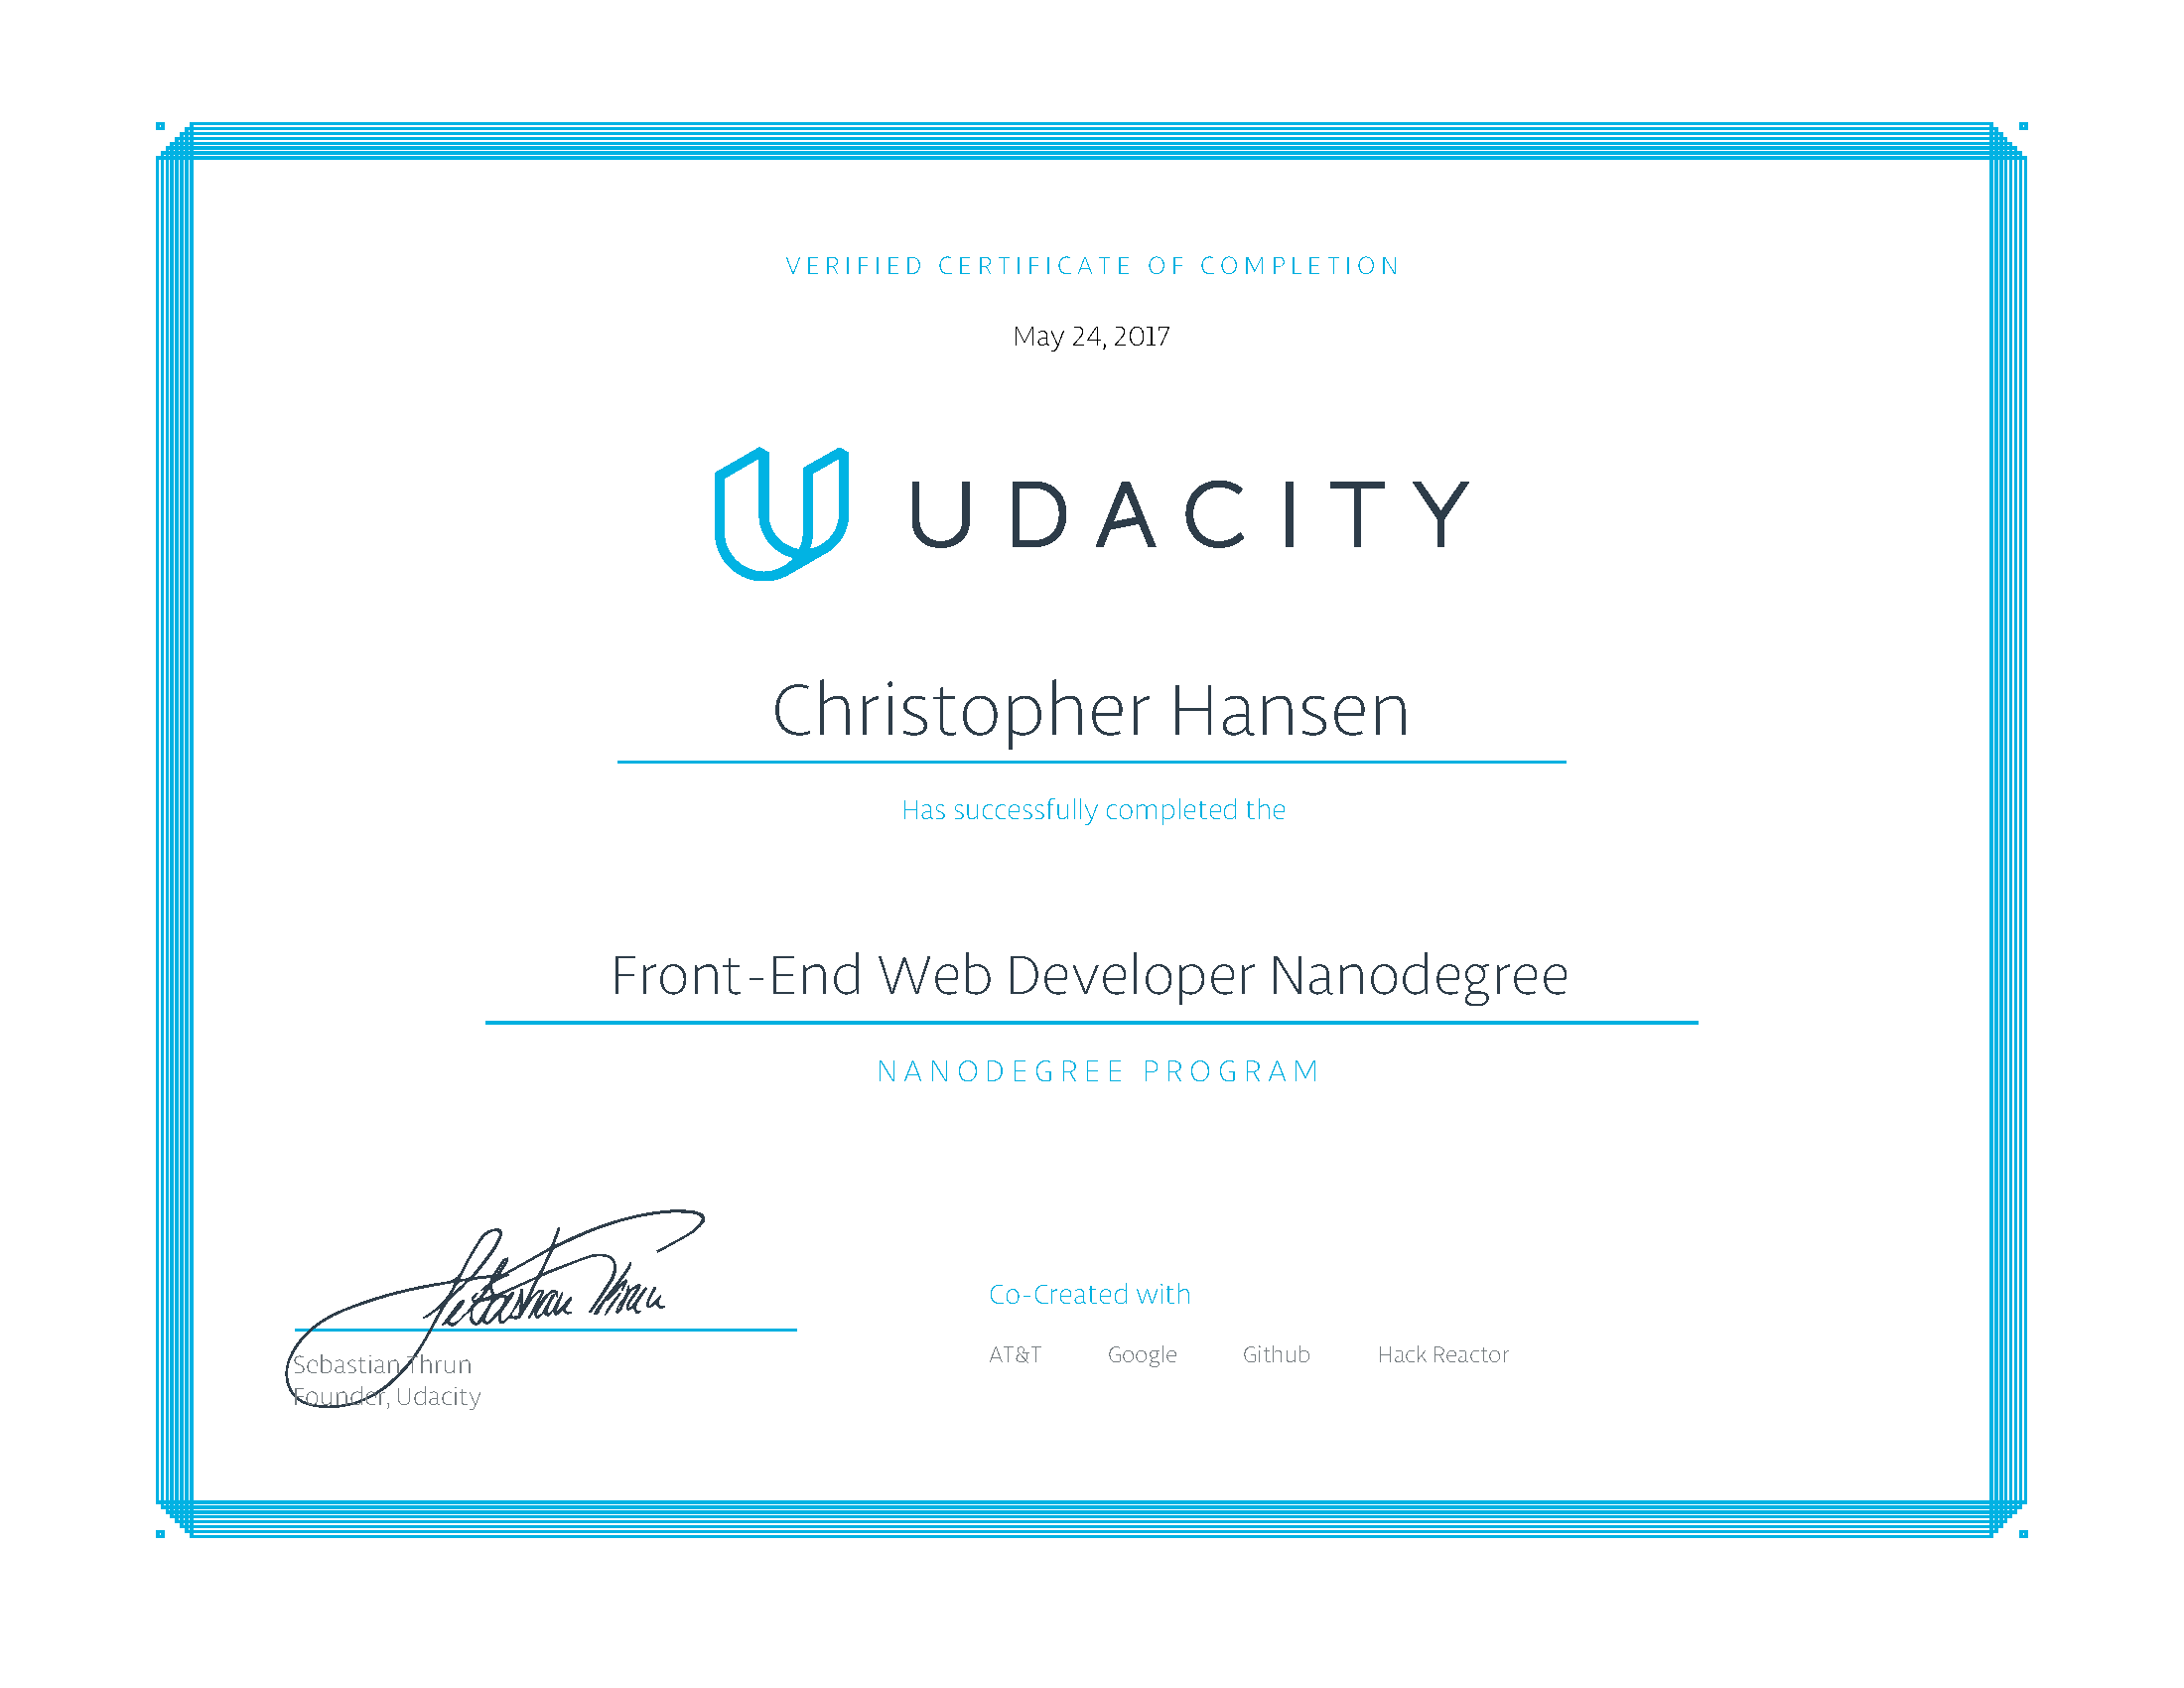 VERIFIED CERTIFICATE OF COMPLETION
May 24, 2017
UDACITY
Christopher Hansen
Has successfully completed the
Front-End Web Developer Nanodegree
NANODEGREE PROGRAM
Sebastian Thrun
Sebastian Thrun
Founder, Udacity
Co-Created with
AT&T Google Github Hack Reactor